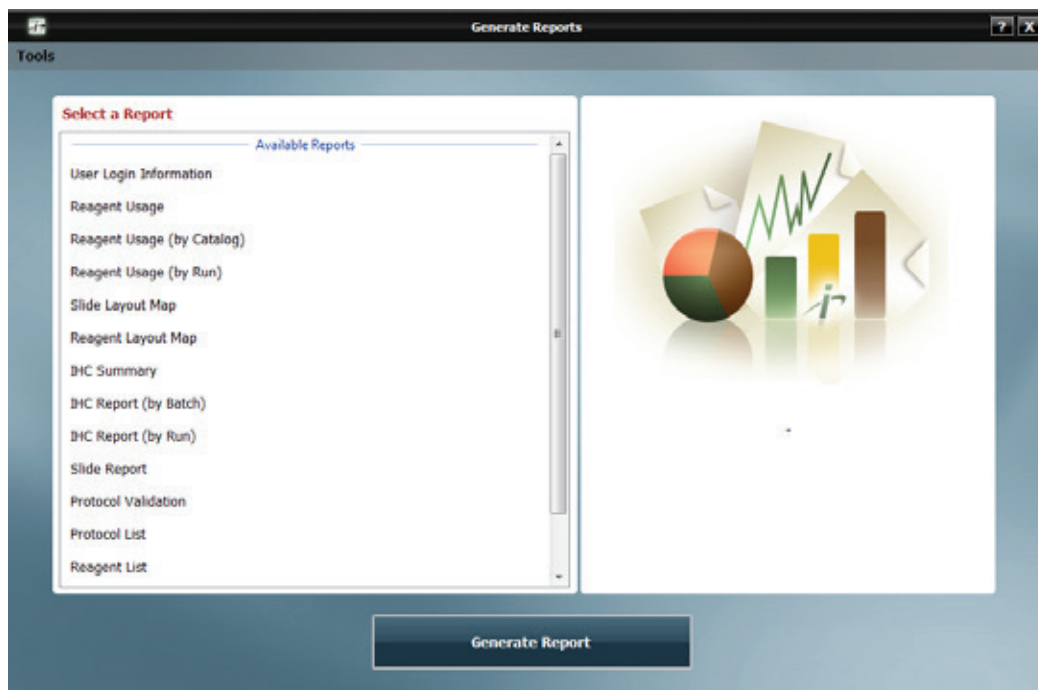 Generate Reports
? X
Tools
Select a Report
Available Reports
User Login Information
Reagent Usage
Reagent Usage (by Catalog)
Reagent Usage (by Run)
Slide Layout Map
Reagent Layout Map
IHC Summary
IHC Report (by Batch)
IHC Report (by Run)
Slide Report
Protocol Validation
Protocol List
Reagent List
Generate Report